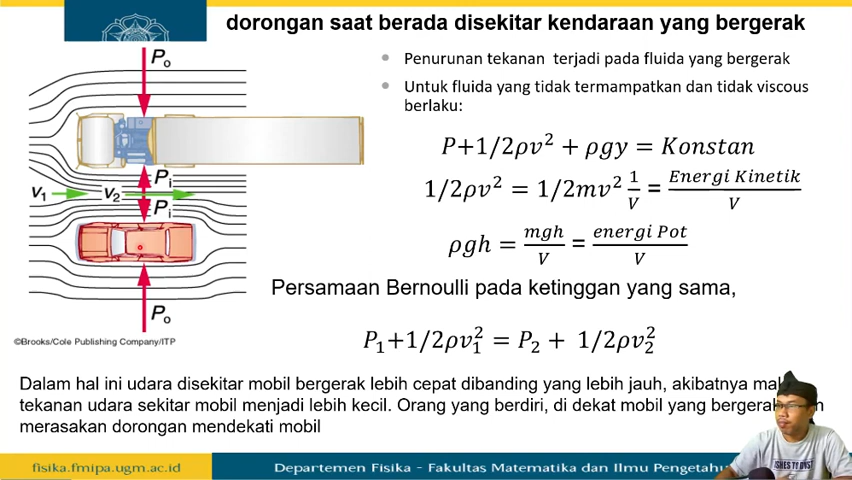 dorongan saat berada disekitar kendaraan yang bergerak
Po
Pi
v1
v2
Pi
Po
©Brooks/Cole Publishing Company/ITP
• Penurunan tekanan terjadi pada fluida yang bergerak
• Untuk fluida yang tidak termampatkan dan tidak viscous
berlaku:
P+1/2ρv² + ρgy = Konstan
1/2ρv² = 1/2mv² 1/V = Energi Kinetik/V
ρgh = mgh/V = energi Pot/V
Persamaan Bernoulli pada ketinggan yang sama,
P₁+1/2ρv₁² = P₂ + 1/2ρv₂²
Dalam hal ini udara disekitar mobil bergerak lebih cepat dibanding yang lebih jauh, akibatnya
tekanan udara sekitar mobil menjadi lebih kecil. Orang yang berdiri, di dekat mobil yang
merasakan dorongan mendekati mobil
fisika.fmipa.ugm.ac.id
Departemen Fisika - Fakultas Matematika dan Ilmu